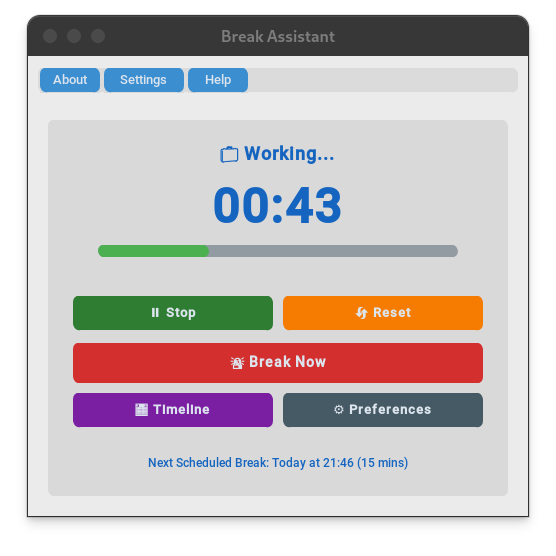 Break Assistant
About Settings Help
Working...
00:43
Stop Reset
Break Now
Timeline Preferences
Next Scheduled Break: Today at 21:46 (15 mins)